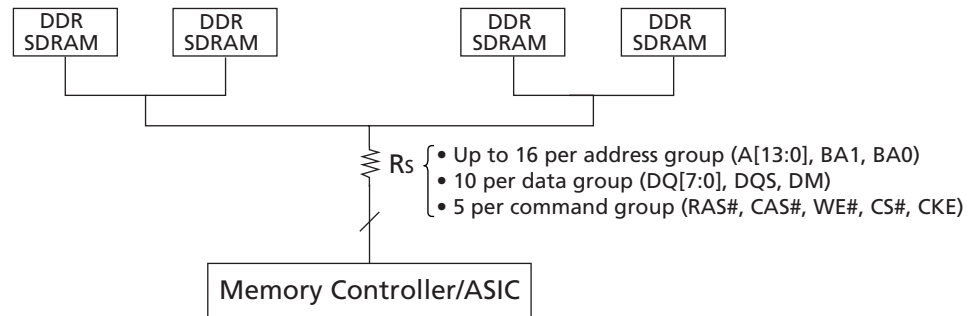 DDR SDRAM
DDR SDRAM
DDR SDRAM
DDR SDRAM
Rs
• Up to 16 per address group (A[13:0], BA1, BA0)
• 10 per data group (DQ[7:0], DQS, DM)
• 5 per command group (RAS#, CAS#, WE#, CS#, CKE)
Memory Controller/ASIC